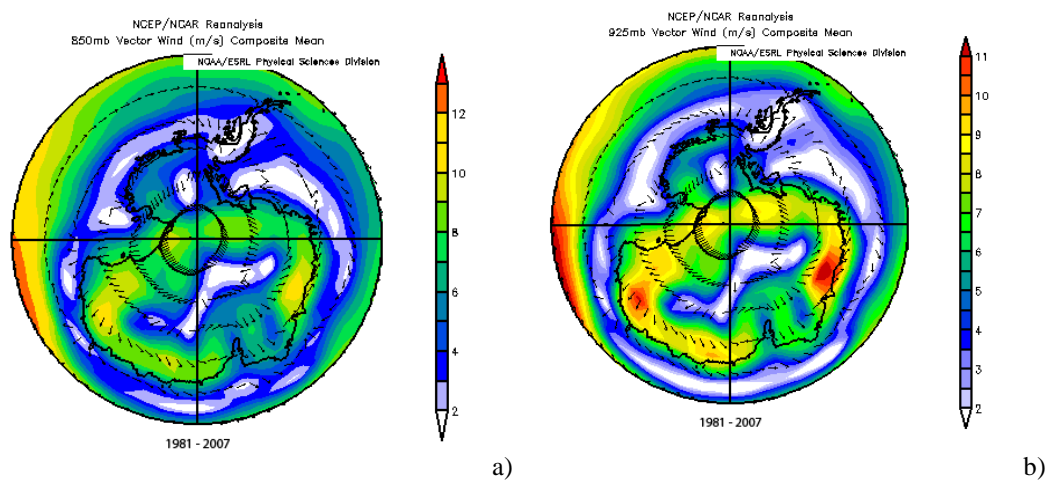 NCEP/NCAR Reanalysis
850mb Vector Wind (m/s) Composite Mean
NOAA/ESRL Physical Sciences Division
12
10
8
6
4
2
1981 - 2007
a)
NCEP/NCAR Reanalysis
925mb Vector Wind (m/s) Composite Mean
NOAA/ESRL Physical Sciences Division
11
10
9
8
7
6
5
4
3
2
1981 - 2007
b)